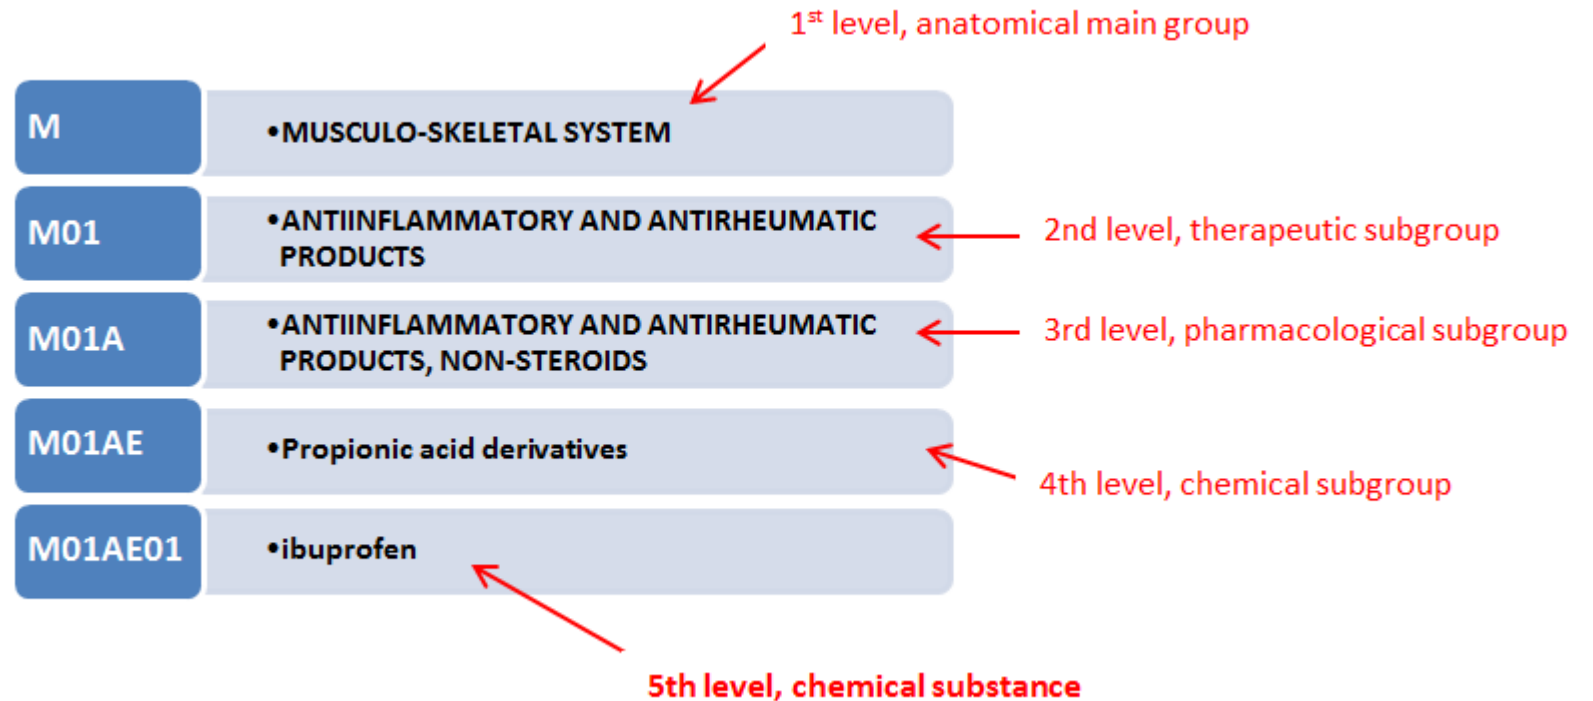 1st level, anatomical main group
M
•MUSCULO-SKELETAL SYSTEM
M01
•ANTIINFLAMMATORY AND ANTIRHEUMATIC
PRODUCTS
2nd level, therapeutic subgroup
M01A
•ANTIINFLAMMATORY AND ANTIRHEUMATIC
PRODUCTS, NON-STEROIDS
3rd level, pharmacological subgroup
M01AE
•Propionic acid derivatives
4th level, chemical subgroup
M01AE01
•ibuprofen
5th level, chemical substance